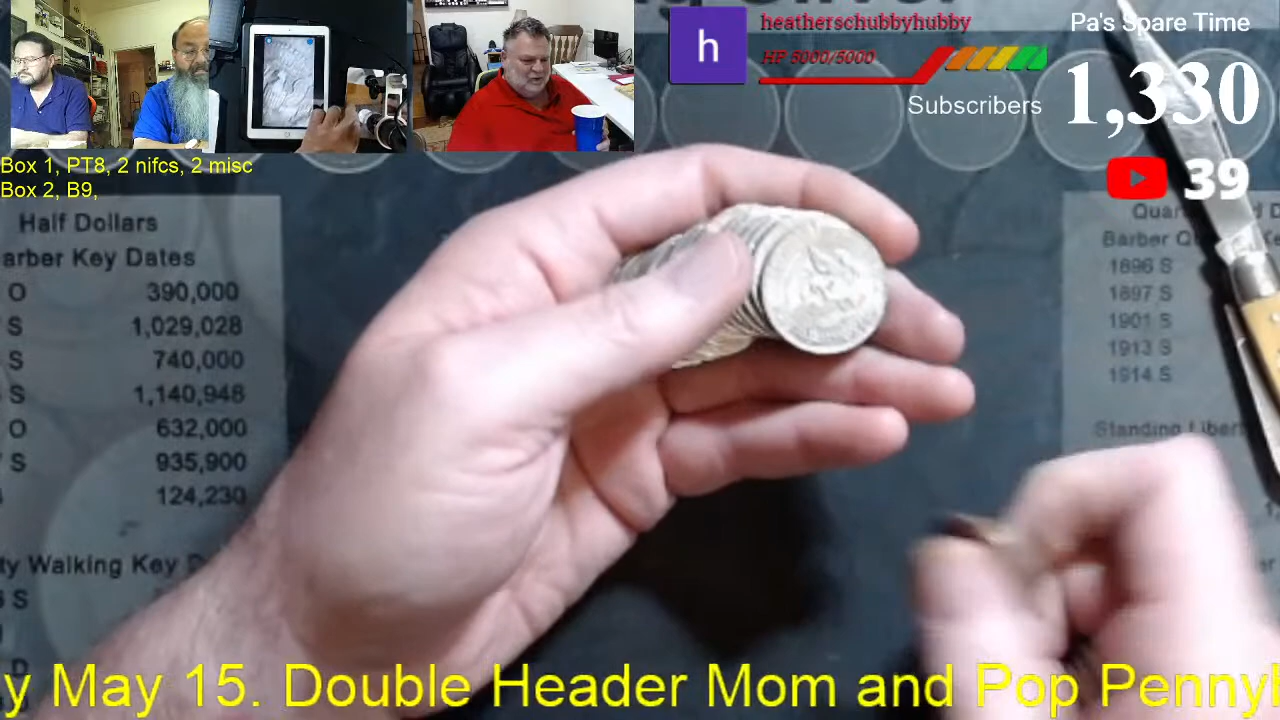 heatherschubbyhubby
HP 5000/5000
Pa's Spare Time
Subscribers 1,330
39
Box 1, PT8, 2 nifcs, 2 misc
Box 2, B9,
Half Dollars
arber Key Dates
O 390,000
S 1,029,028
S 740,000
S 1,140,948
O 632,000
S 935,900
124,230
ty Walking Key D
S
D
Barber Qu
1896 S
1897 S
1901 S
1913 S
1914 S
Standing Libert
y May 15. Double Header Mom and Pop Penny